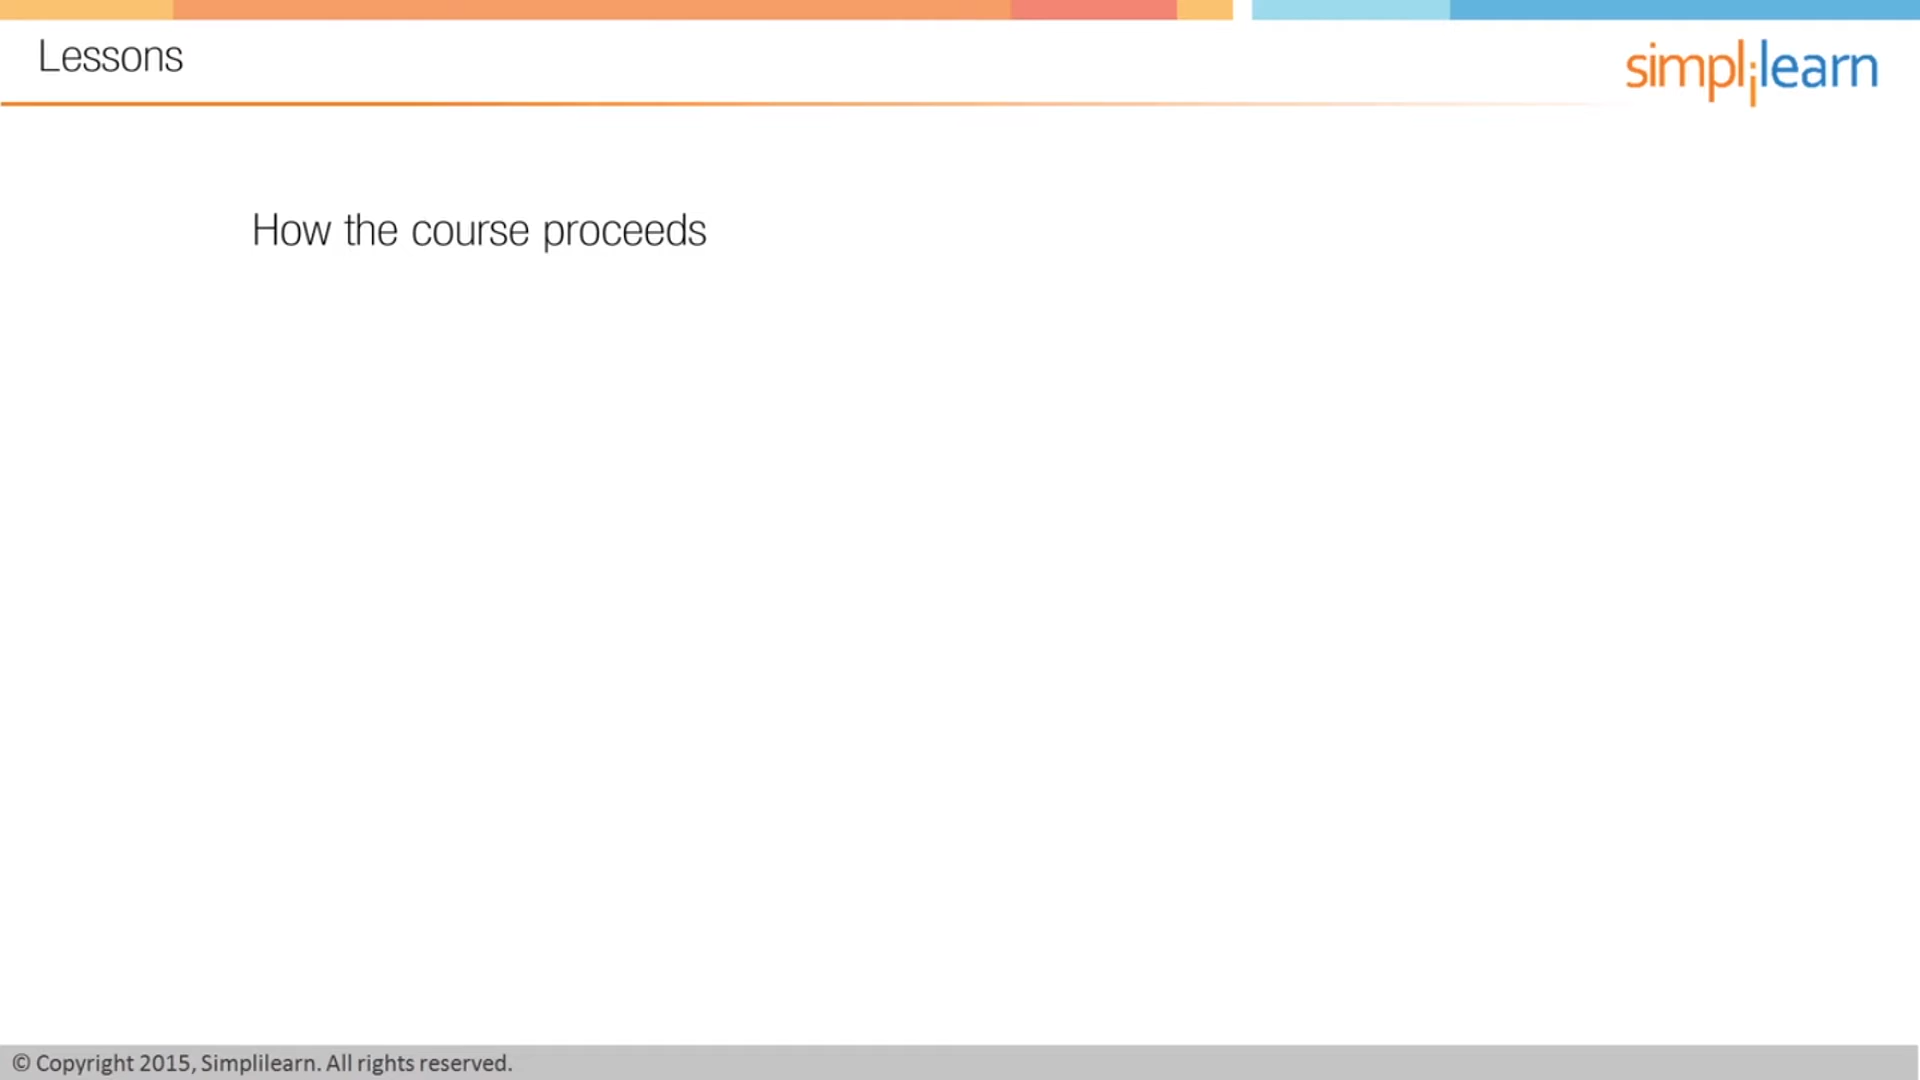 Lessons
simplilearn
How the course proceeds
© Copyright 2015, Simplilearn. All rights reserved.